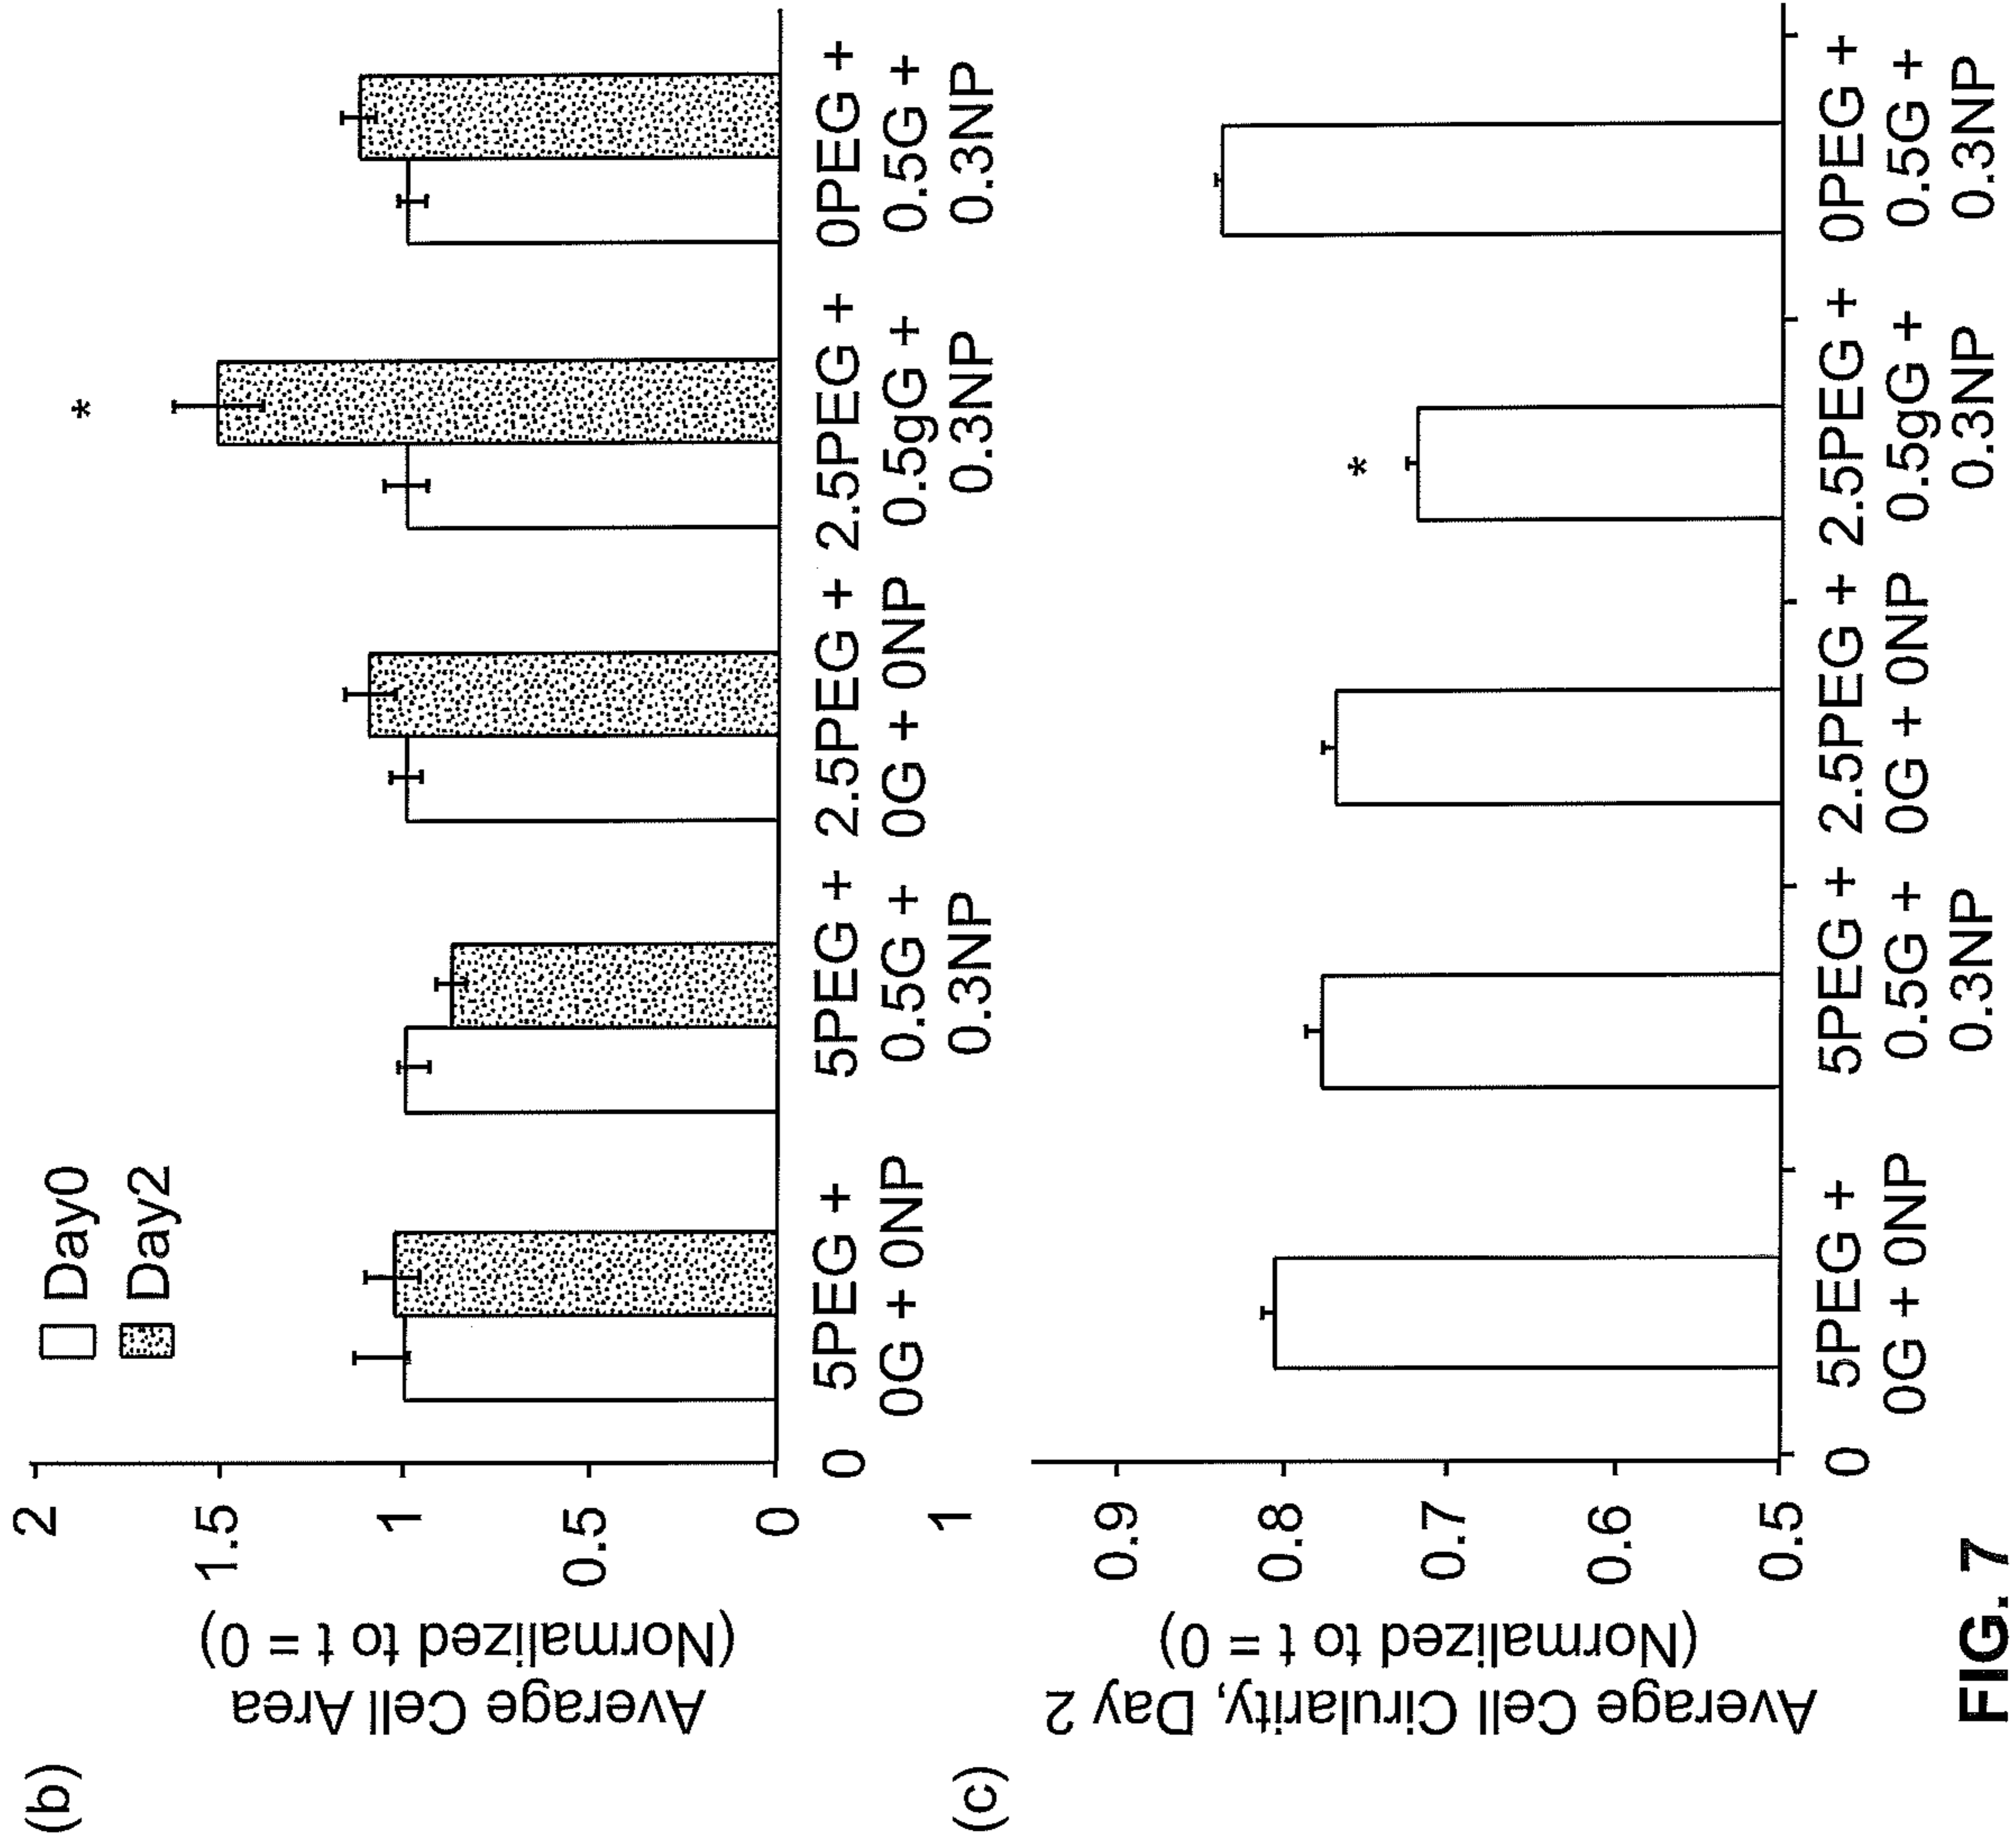 (b)
Average Cell Area
(Normalized to t = 0)
2
1.5
1
0.5
0
Day0
Day2
*
0
5PEG +
0G + 0NP
5PEG +
0.5G +
0.3NP
2.5PEG +
0G + 0NP
2.5PEG +
0.5gG +
0.3NP
0PEG +
0.5G +
0.3NP
(c)
Average Cell Cirularity, Day 2
(Normalized to t = 0)
1
0.9
0.8
0.7
0.6
0.5
*
0
5PEG +
0G + 0NP
5PEG +
0.5G +
0.3NP
2.5PEG +
0G + 0NP
2.5PEG +
0.5gG +
0.3NP
0PEG +
0.5G +
0.3NP
FIG. 7